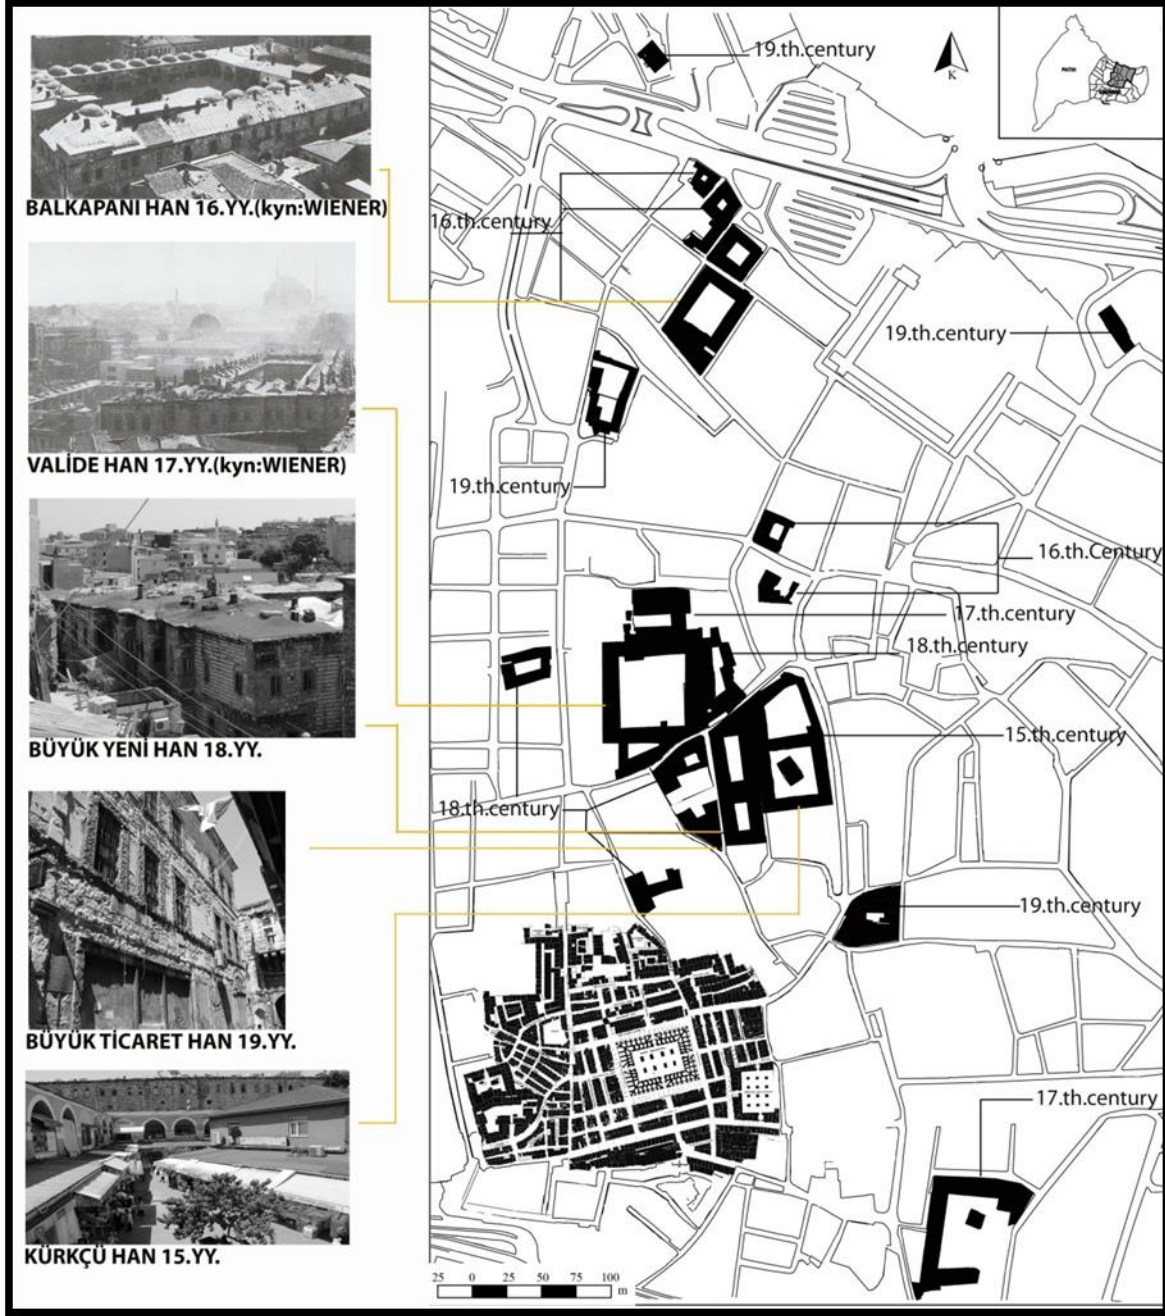 BALKAPANI HAN 16.YY.(kyn:WIENER)
VALİDE HAN 17.YY.(kyn:WIENER)
BÜYÜK YENİ HAN 18.YY.
BÜYÜK TİCARET HAN 19.YY.
KÜRKÇÜ HAN 15.YY.
19.th.century
K
FATIH
16.th.century
19.th.century
19.th.century
16.th.Century
17.th.century
18.th.century
15.th.century
18.th.century
19.th.century
17.th.century
25 0 25 50 75 100
m